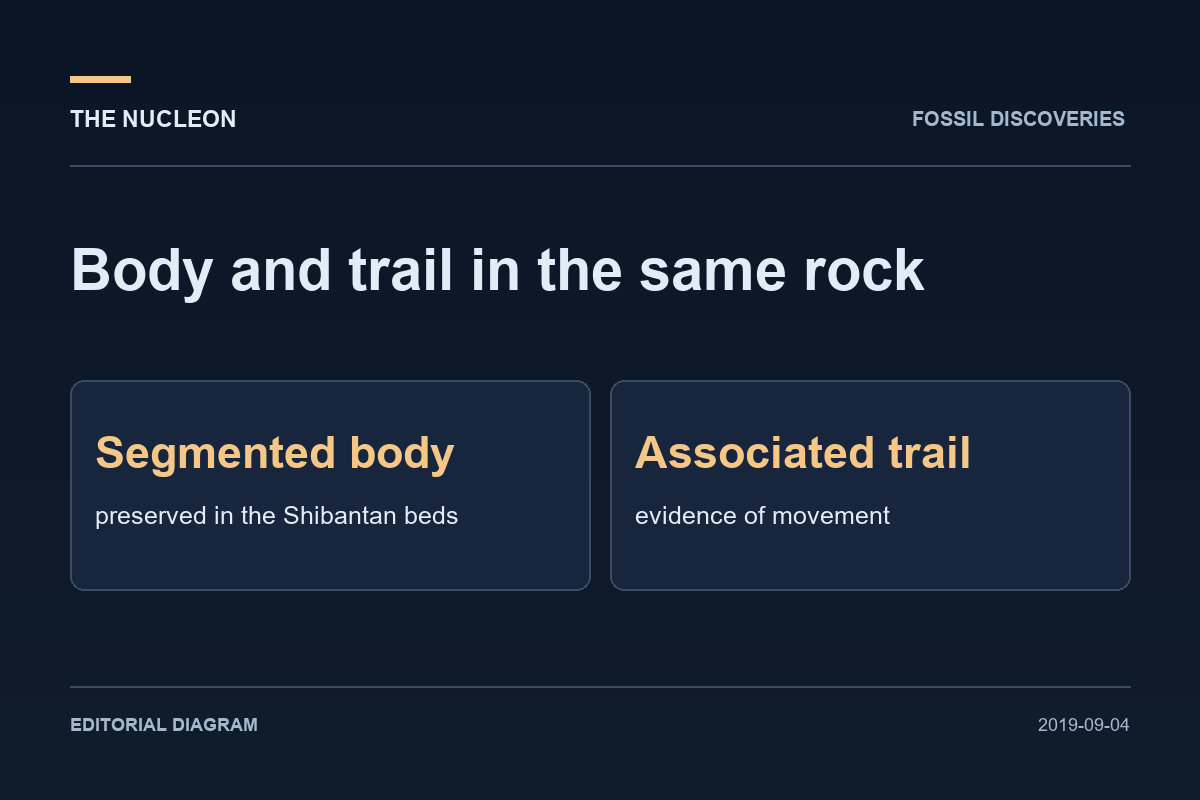 THE NUCLEON
FOSSIL DISCOVERIES
Body and trail in the same rock
Segmented body
preserved in the Shibantan beds
Associated trail
evidence of movement
EDITORIAL DIAGRAM
2019-09-04